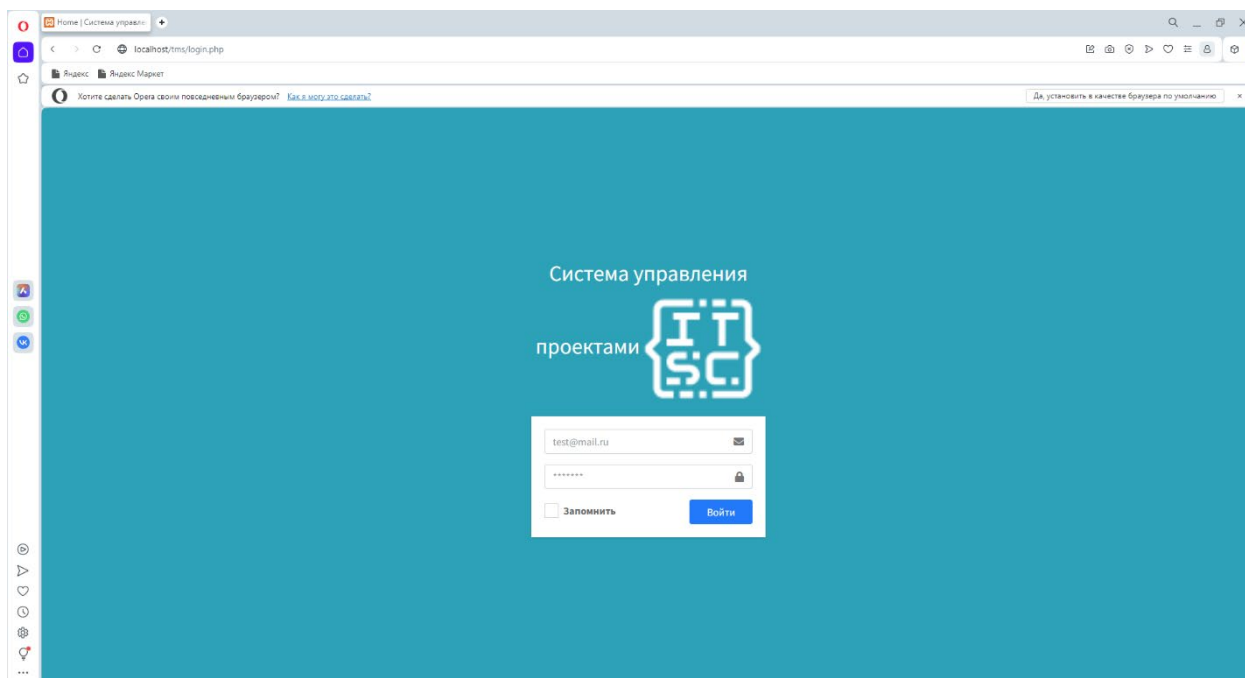 Home | Система управле
localhost/tms/login.php
Яндекс Яндекс Маркет
Хотите сделать Opera своим повседневным браузером? Как я могу это сделать? Да, установить в качестве браузера по умолчанию
Система управления
проектами
IT
SC
test@mail.ru
*******
Запомнить Войти